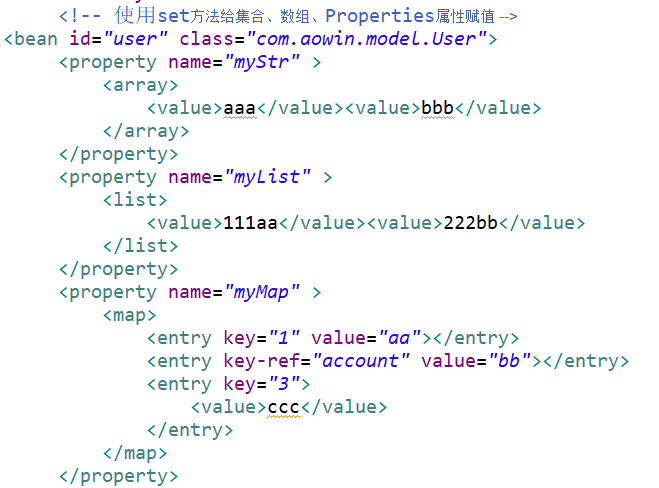 <!-- 使用set方法给集合、数组、Properties属性赋值 -->
<bean id="user" class="com.aowin.model.User">
<property name="myStr" >
<array>
<value>aaa</value><value>bbb</value>
</array>
</property>
<property name="myList" >
<list>
<value>111aa</value><value>222bb</value>
</list>
</property>
<property name="myMap" >
<map>
<entry key="1" value="aa"></entry>
<entry key-ref="account" value="bb"></entry>
<entry key="3">
<value>ccc</value>
</entry>
</map>
</property>